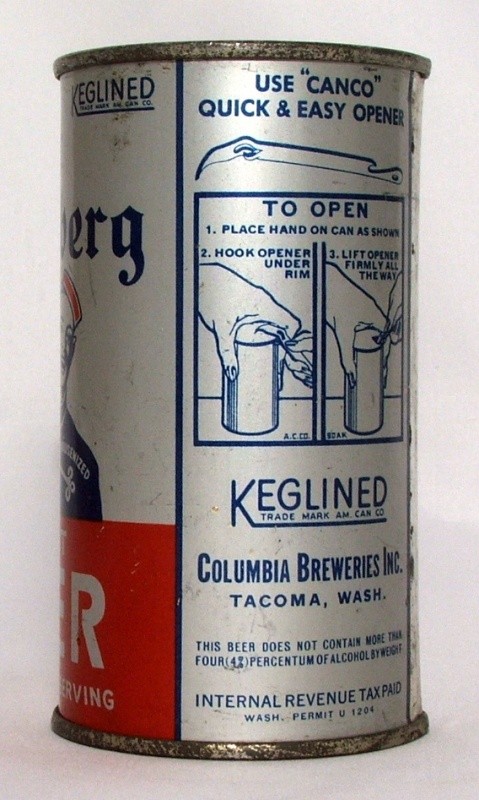 KEGLINED
TRADE MARK AM. CAN CO.
berg
ENIZED
T
ER
ERVING
USE "CANCO"
QUICK & EASY OPENER
TO OPEN
1. PLACE HAND ON CAN AS SHOWN
2. HOOK OPENER
UNDER
RIM
3. LIFT OPENER
FIRMLY ALL
THE WAY
A.C.CO.
504K
KEGLINED
TRADE MARK AM. CAN CO.
COLUMBIA BREWERIES INC.
TACOMA, WASH.
THIS BEER DOES NOT CONTAIN MORE THAN
FOUR (4%) PERCENTUM OF ALCOHOL BY WEIGHT
INTERNAL REVENUE TAX PAID
WASH. PERMIT U 1204